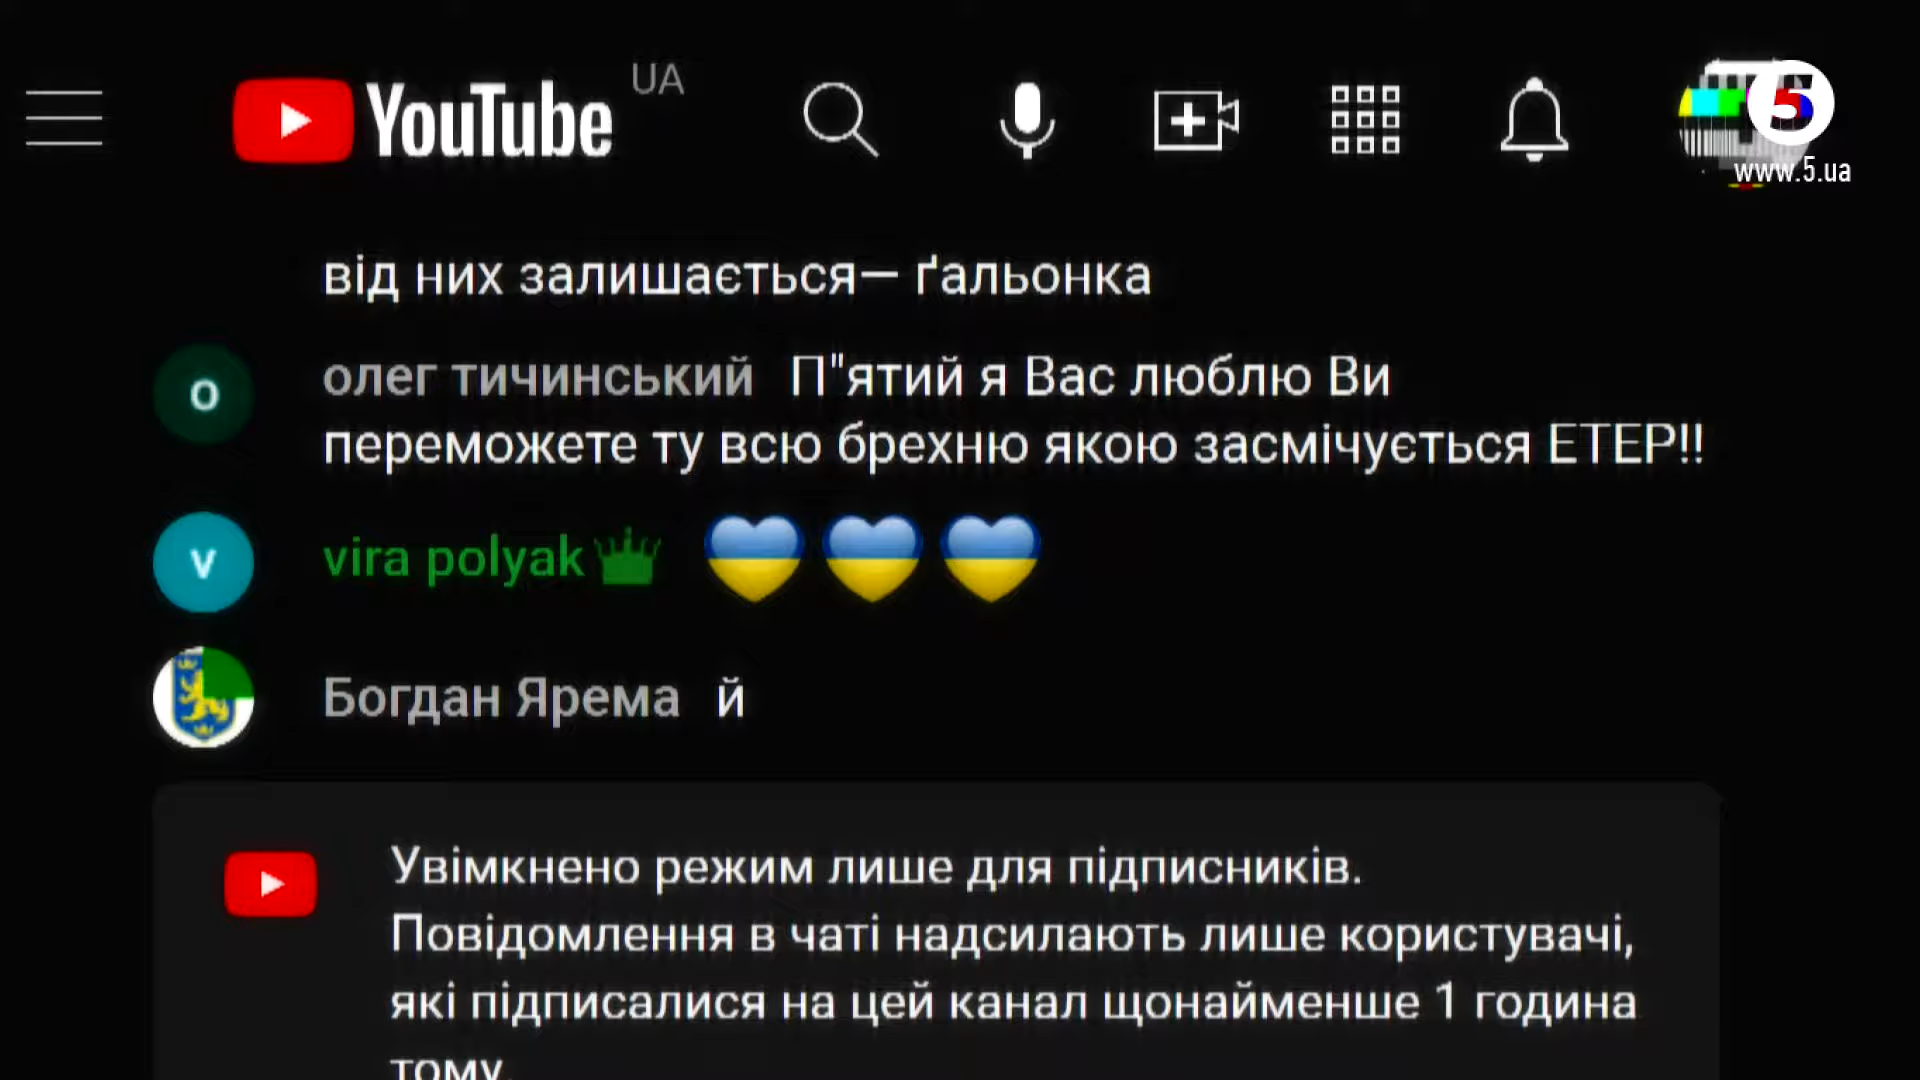 YouTube UA
5
www.5.ua
від них залишається— ґальонка
о олег тичинський П"ятий я Вас люблю Ви
переможете ту всю брехню якою засмічується ЕТЕР!!
v vira polyak
Богдан Ярема й
Увімкнено режим лише для підписників.
Повідомлення в чаті надсилають лише користувачі,
які підписалися на цей канал щонайменше 1 година
тому.